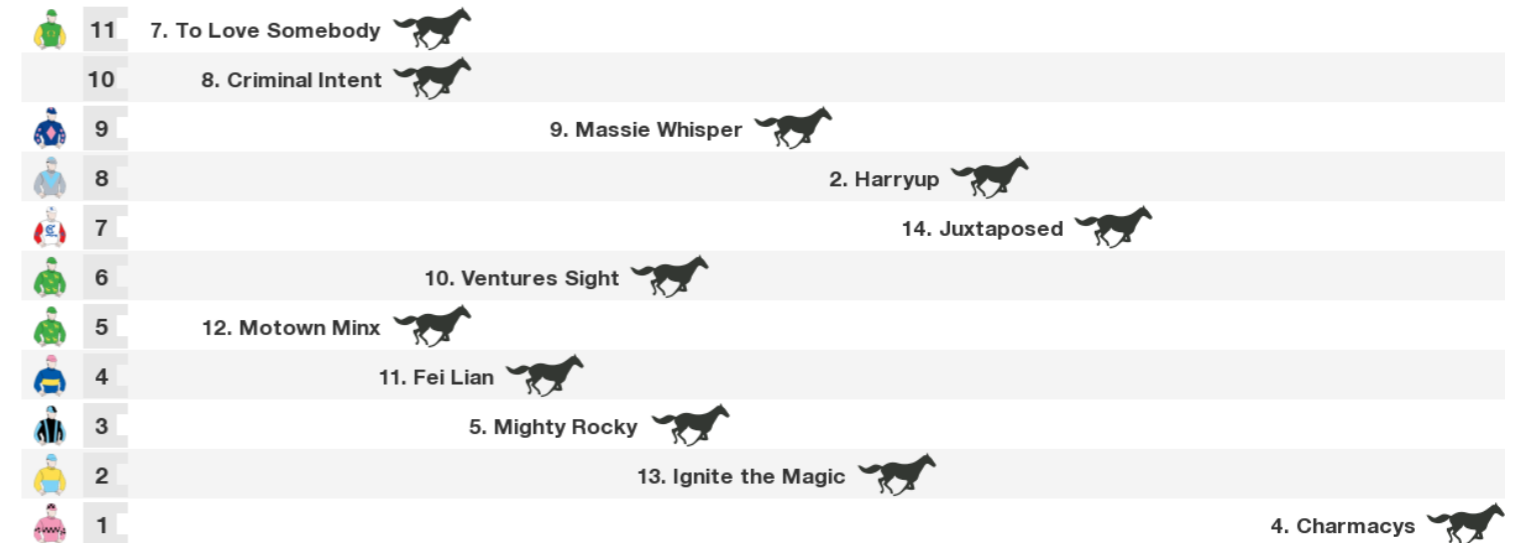 11 7. To Love Somebody
10 8. Criminal Intent
9 9. Massie Whisper
8 2. Harryup
7 14. Juxtaposed
6 10. Ventures Sight
5 12. Motown Minx
4 11. Fei Lian
3 5. Mighty Rocky
2 13. Ignite the Magic
1 4. Charmacys